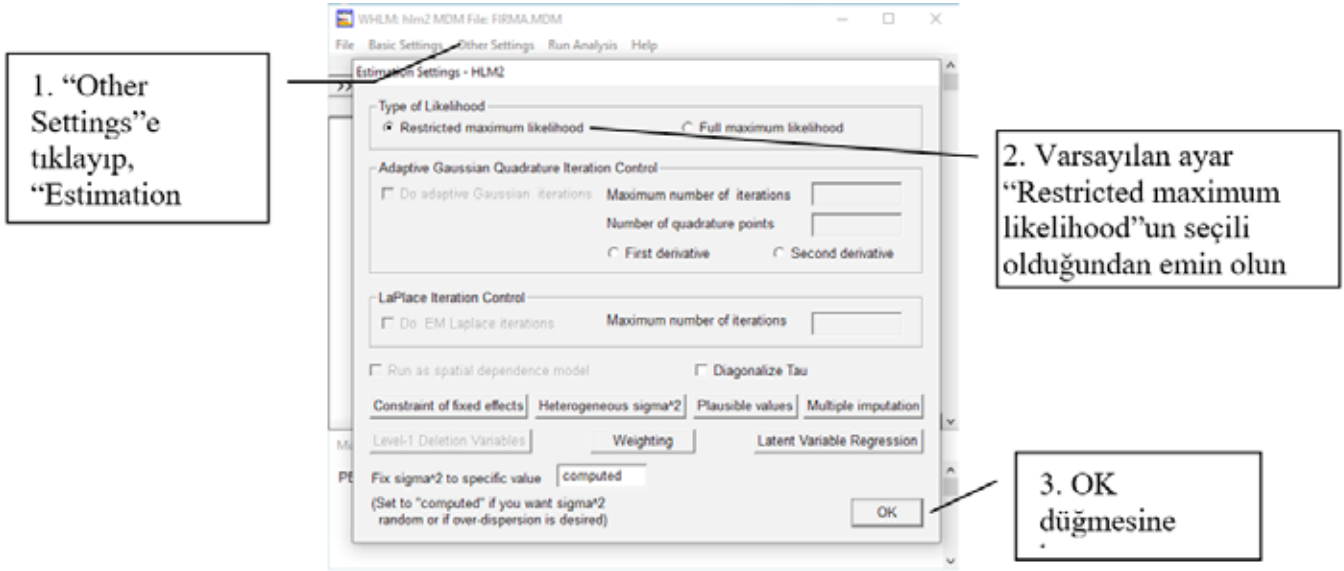 WHLM: hlm2 MDM File: FIRMA.MDM
File Basic Settings Other Settings Run Analysis Help
1. “Other
Settings”e
tıklayıp,
“Estimation
>>
Estimation Settings - HLM2
Type of Likelihood
Restricted maximum likelihood Full maximum likelihood
2. Varsayılan ayar
“Restricted maximum
likelihood”un seçili
olduğundan emin olun
Adaptive Gaussian Quadrature Iteration Control
Do adaptive Gaussian iterations Maximum number of iterations
Number of quadrature points
First derivative Second derivative
LaPlace Iteration Control
Do EM Laplace iterations Maximum number of iterations
Run as spatial dependence model Diagonalize Tau
Constraint of fixed effects Heterogeneous sigma^2 Plausible values Multiple imputation
Level-1 Deletion Variables Weighting Latent Variable Regression
Fix sigma^2 to specific value computed
(Set to "computed" if you want sigma^2
random or if over-dispersion is desired)
OK
3. OK
düğmesine